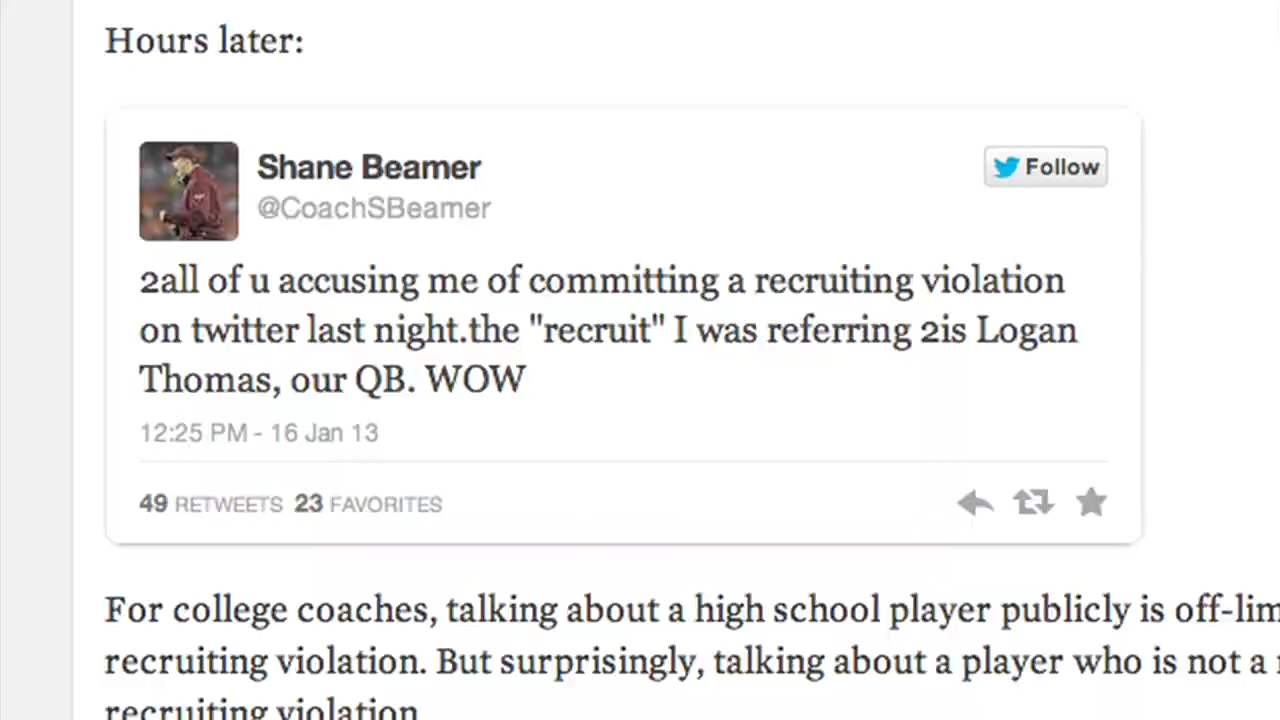 Hours later:
Shane Beamer
@CoachSBeamer
Follow
2all of u accusing me of committing a recruiting violation
on twitter last night.the "recruit" I was referring 2is Logan
Thomas, our QB. WOW
12:25 PM - 16 Jan 13
49 RETWEETS 23 FAVORITES
For college coaches, talking about a high school player publicly is off-lim
recruiting violation. But surprisingly, talking about a player who is not a
recruiting violation